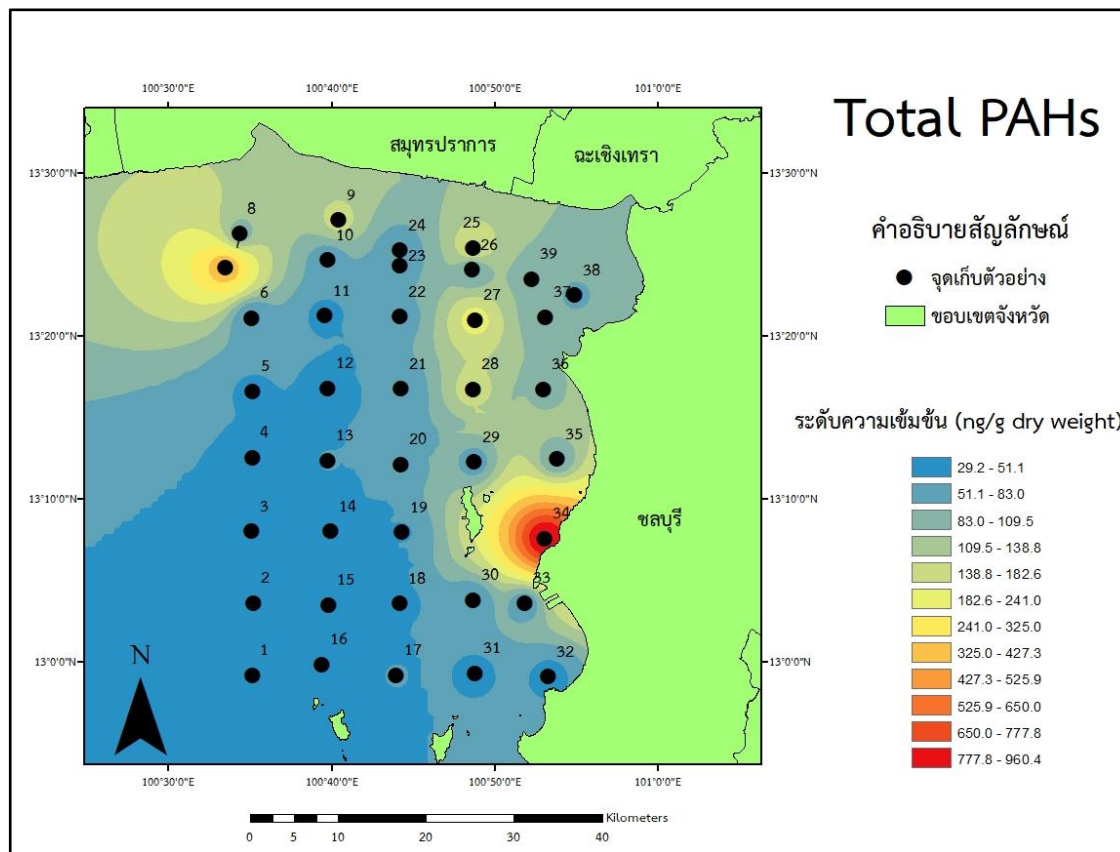 Total PAHs
100°30'0"E 100°40'0"E 100°50'0"E 101°0'0"E
สมุทรปราการ
ฉะเชิงเทรา
13°30'0"N 13°30'0"N
9
8
24 25
10 26
7 23 39
38
6 11 22 27 37
13°20'0"N 13°20'0"N
5 12 21 28 36
4 13 20 29 35
13°10'0"N 13°10'0"N
3 14 19 34
ชลบุรี
2 15 18 30 33
1 16 17 31 32
13°0'0"N 13°0'0"N
N
100°30'0"E 100°40'0"E 100°50'0"E 101°0'0"E
Kilometers
0 5 10 20 30 40
คำอธิบายสัญลักษณ์
จุดเก็บตัวอย่าง
ขอบเขตจังหวัด
ระดับความเข้มข้น (ng/g dry weight)
29.2 - 51.1
51.1 - 83.0
83.0 - 109.5
109.5 - 138.8
138.8 - 182.6
182.6 - 241.0
241.0 - 325.0
325.0 - 427.3
427.3 - 525.9
525.9 - 650.0
650.0 - 777.8
777.8 - 960.4